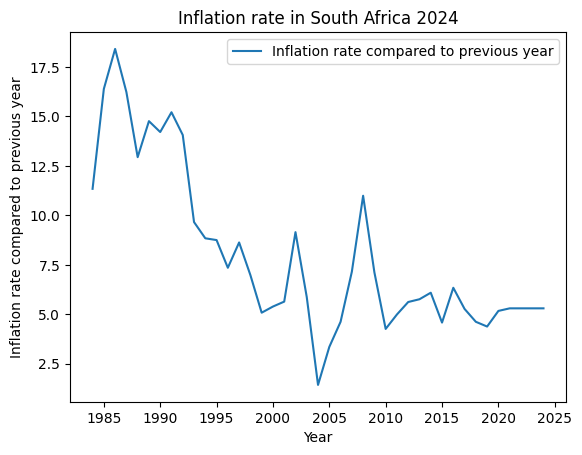 Inflation rate in South Africa 2024
Inflation rate compared to previous year
Inflation rate compared to previous year
17.5
15.0
12.5
10.0
7.5
5.0
2.5
1985 1990 1995 2000 2005 2010 2015 2020 2025
Year